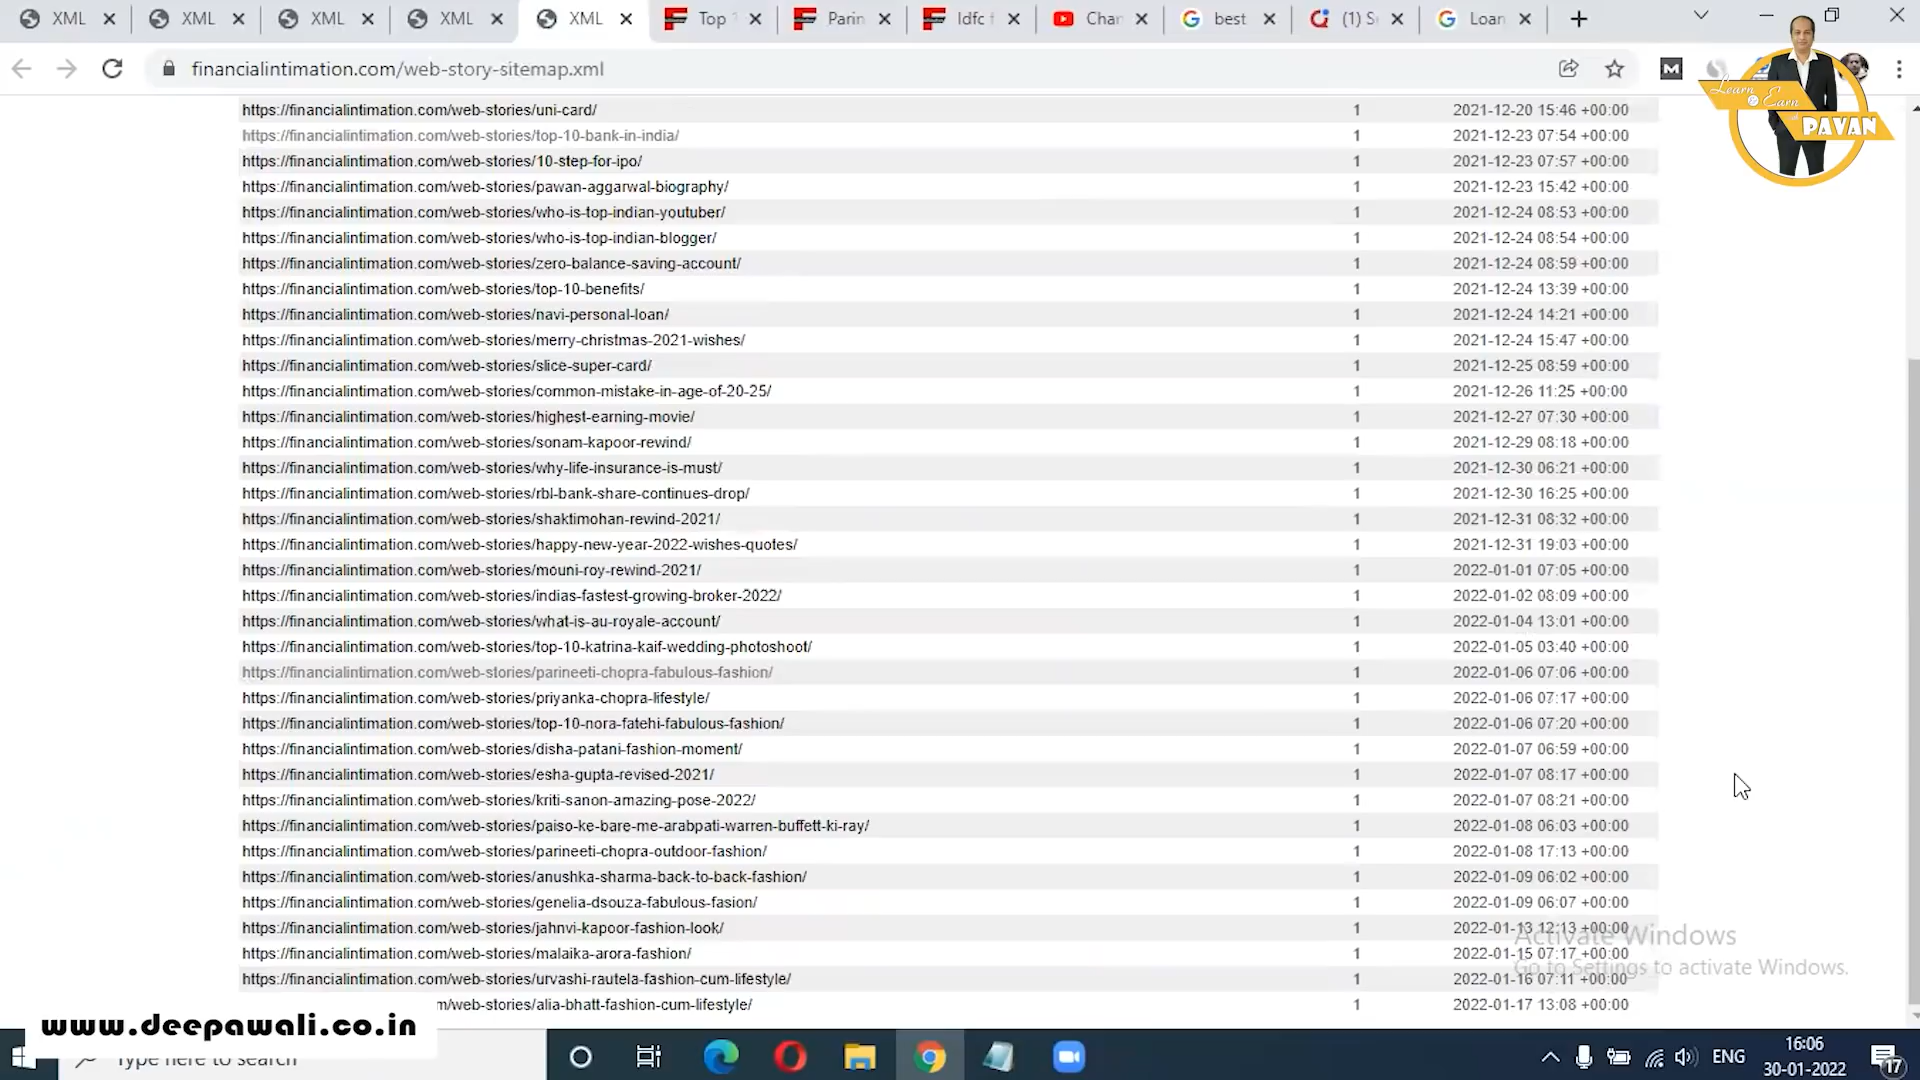 XML
XML
XML
XML
XML
Top
Parin
Idfc f
Char
best
(1) S
Loan
financialintimation.com/web-story-sitemap.xml
Learn
Earn
PAVAN
https://financialintimation.com/web-stories/uni-card/ 1 2021-12-20 15:46 +00:00
https://financialintimation.com/web-stories/top-10-bank-in-india/ 1 2021-12-23 07:54 +00:00
https://financialintimation.com/web-stories/10-step-for-ipo/ 1 2021-12-23 07:57 +00:00
https://financialintimation.com/web-stories/pawan-aggarwal-biography/ 1 2021-12-23 15:42 +00:00
https://financialintimation.com/web-stories/who-is-top-indian-youtuber/ 1 2021-12-24 08:53 +00:00
https://financialintimation.com/web-stories/who-is-top-indian-blogger/ 1 2021-12-24 08:54 +00:00
https://financialintimation.com/web-stories/zero-balance-saving-account/ 1 2021-12-24 08:59 +00:00
https://financialintimation.com/web-stories/top-10-benefits/ 1 2021-12-24 13:39 +00:00
https://financialintimation.com/web-stories/navi-personal-loan/ 1 2021-12-24 14:21 +00:00
https://financialintimation.com/web-stories/merry-christmas-2021-wishes/ 1 2021-12-24 15:47 +00:00
https://financialintimation.com/web-stories/slice-super-card/ 1 2021-12-25 08:59 +00:00
https://financialintimation.com/web-stories/common-mistake-in-age-of-20-25/ 1 2021-12-26 11:25 +00:00
https://financialintimation.com/web-stories/highest-earning-movie/ 1 2021-12-27 07:30 +00:00
https://financialintimation.com/web-stories/sonam-kapoor-rewind/ 1 2021-12-29 08:18 +00:00
https://financialintimation.com/web-stories/why-life-insurance-is-must/ 1 2021-12-30 06:21 +00:00
https://financialintimation.com/web-stories/rbl-bank-share-continues-drop/ 1 2021-12-30 16:25 +00:00
https://financialintimation.com/web-stories/shaktimohan-rewind-2021/ 1 2021-12-31 08:32 +00:00
https://financialintimation.com/web-stories/happy-new-year-2022-wishes-quotes/ 1 2021-12-31 19:03 +00:00
https://financialintimation.com/web-stories/mouni-roy-rewind-2021/ 1 2022-01-01 07:05 +00:00
https://financialintimation.com/web-stories/indias-fastest-growing-broker-2022/ 1 2022-01-02 08:09 +00:00
https://financialintimation.com/web-stories/what-is-au-royale-account/ 1 2022-01-04 13:01 +00:00
https://financialintimation.com/web-stories/top-10-katrina-kaif-wedding-photoshoot/ 1 2022-01-05 03:40 +00:00
https://financialintimation.com/web-stories/parineeti-chopra-fabulous-fashion/ 1 2022-01-06 07:06 +00:00
https://financialintimation.com/web-stories/priyanka-chopra-lifestyle/ 1 2022-01-06 07:17 +00:00
https://financialintimation.com/web-stories/top-10-nora-fatehi-fabulous-fashion/ 1 2022-01-06 07:20 +00:00
https://financialintimation.com/web-stories/disha-patani-fashion-moment/ 1 2022-01-07 06:59 +00:00
https://financialintimation.com/web-stories/esha-gupta-revised-2021/ 1 2022-01-07 08:17 +00:00
https://financialintimation.com/web-stories/kriti-sanon-amazing-pose-2022/ 1 2022-01-07 08:21 +00:00
https://financialintimation.com/web-stories/paiso-ke-bare-me-arabpati-warren-buffett-ki-ray/ 1 2022-01-08 06:03 +00:00
https://financialintimation.com/web-stories/parineeti-chopra-outdoor-fashion/ 1 2022-01-08 17:13 +00:00
https://financialintimation.com/web-stories/anushka-sharma-back-to-back-fashion/ 1 2022-01-09 06:02 +00:00
https://financialintimation.com/web-stories/genelia-dsouza-fabulous-fasion/ 1 2022-01-09 06:07 +00:00
https://financialintimation.com/web-stories/jahnvi-kapoor-fashion-look/ 1 2022-01-13 12:13 +00:00
https://financialintimation.com/web-stories/malaika-arora-fashion/ 1 2022-01-15 07:17 +00:00
https://financialintimation.com/web-stories/urvashi-rautela-fashion-cum-lifestyle/ 1 2022-01-16 07:11 +00:00
m/web-stories/alia-bhatt-fashion-cum-lifestyle/ 1 2022-01-17 13:08 +00:00
Activate Windows
Go to Settings to activate Windows.
www.deepawali.co.in
Type here to search
ENG
16:06
30-01-2022
17